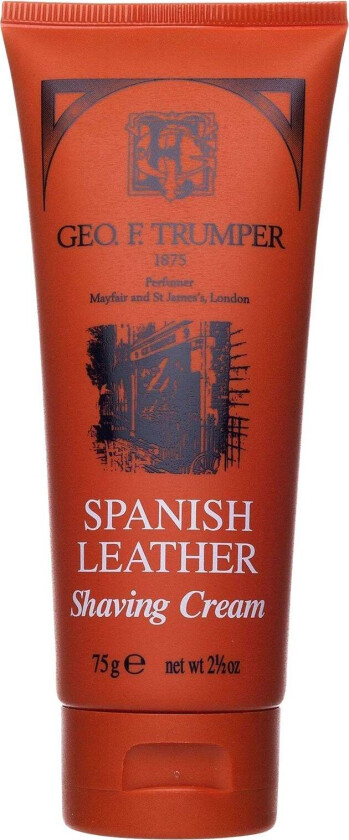 GEO. F. TRUMPER
1875
Perfumer
Mayfair and St James's, London
SPANISH
LEATHER
Shaving Cream
75g ℮ net wt 2½oz